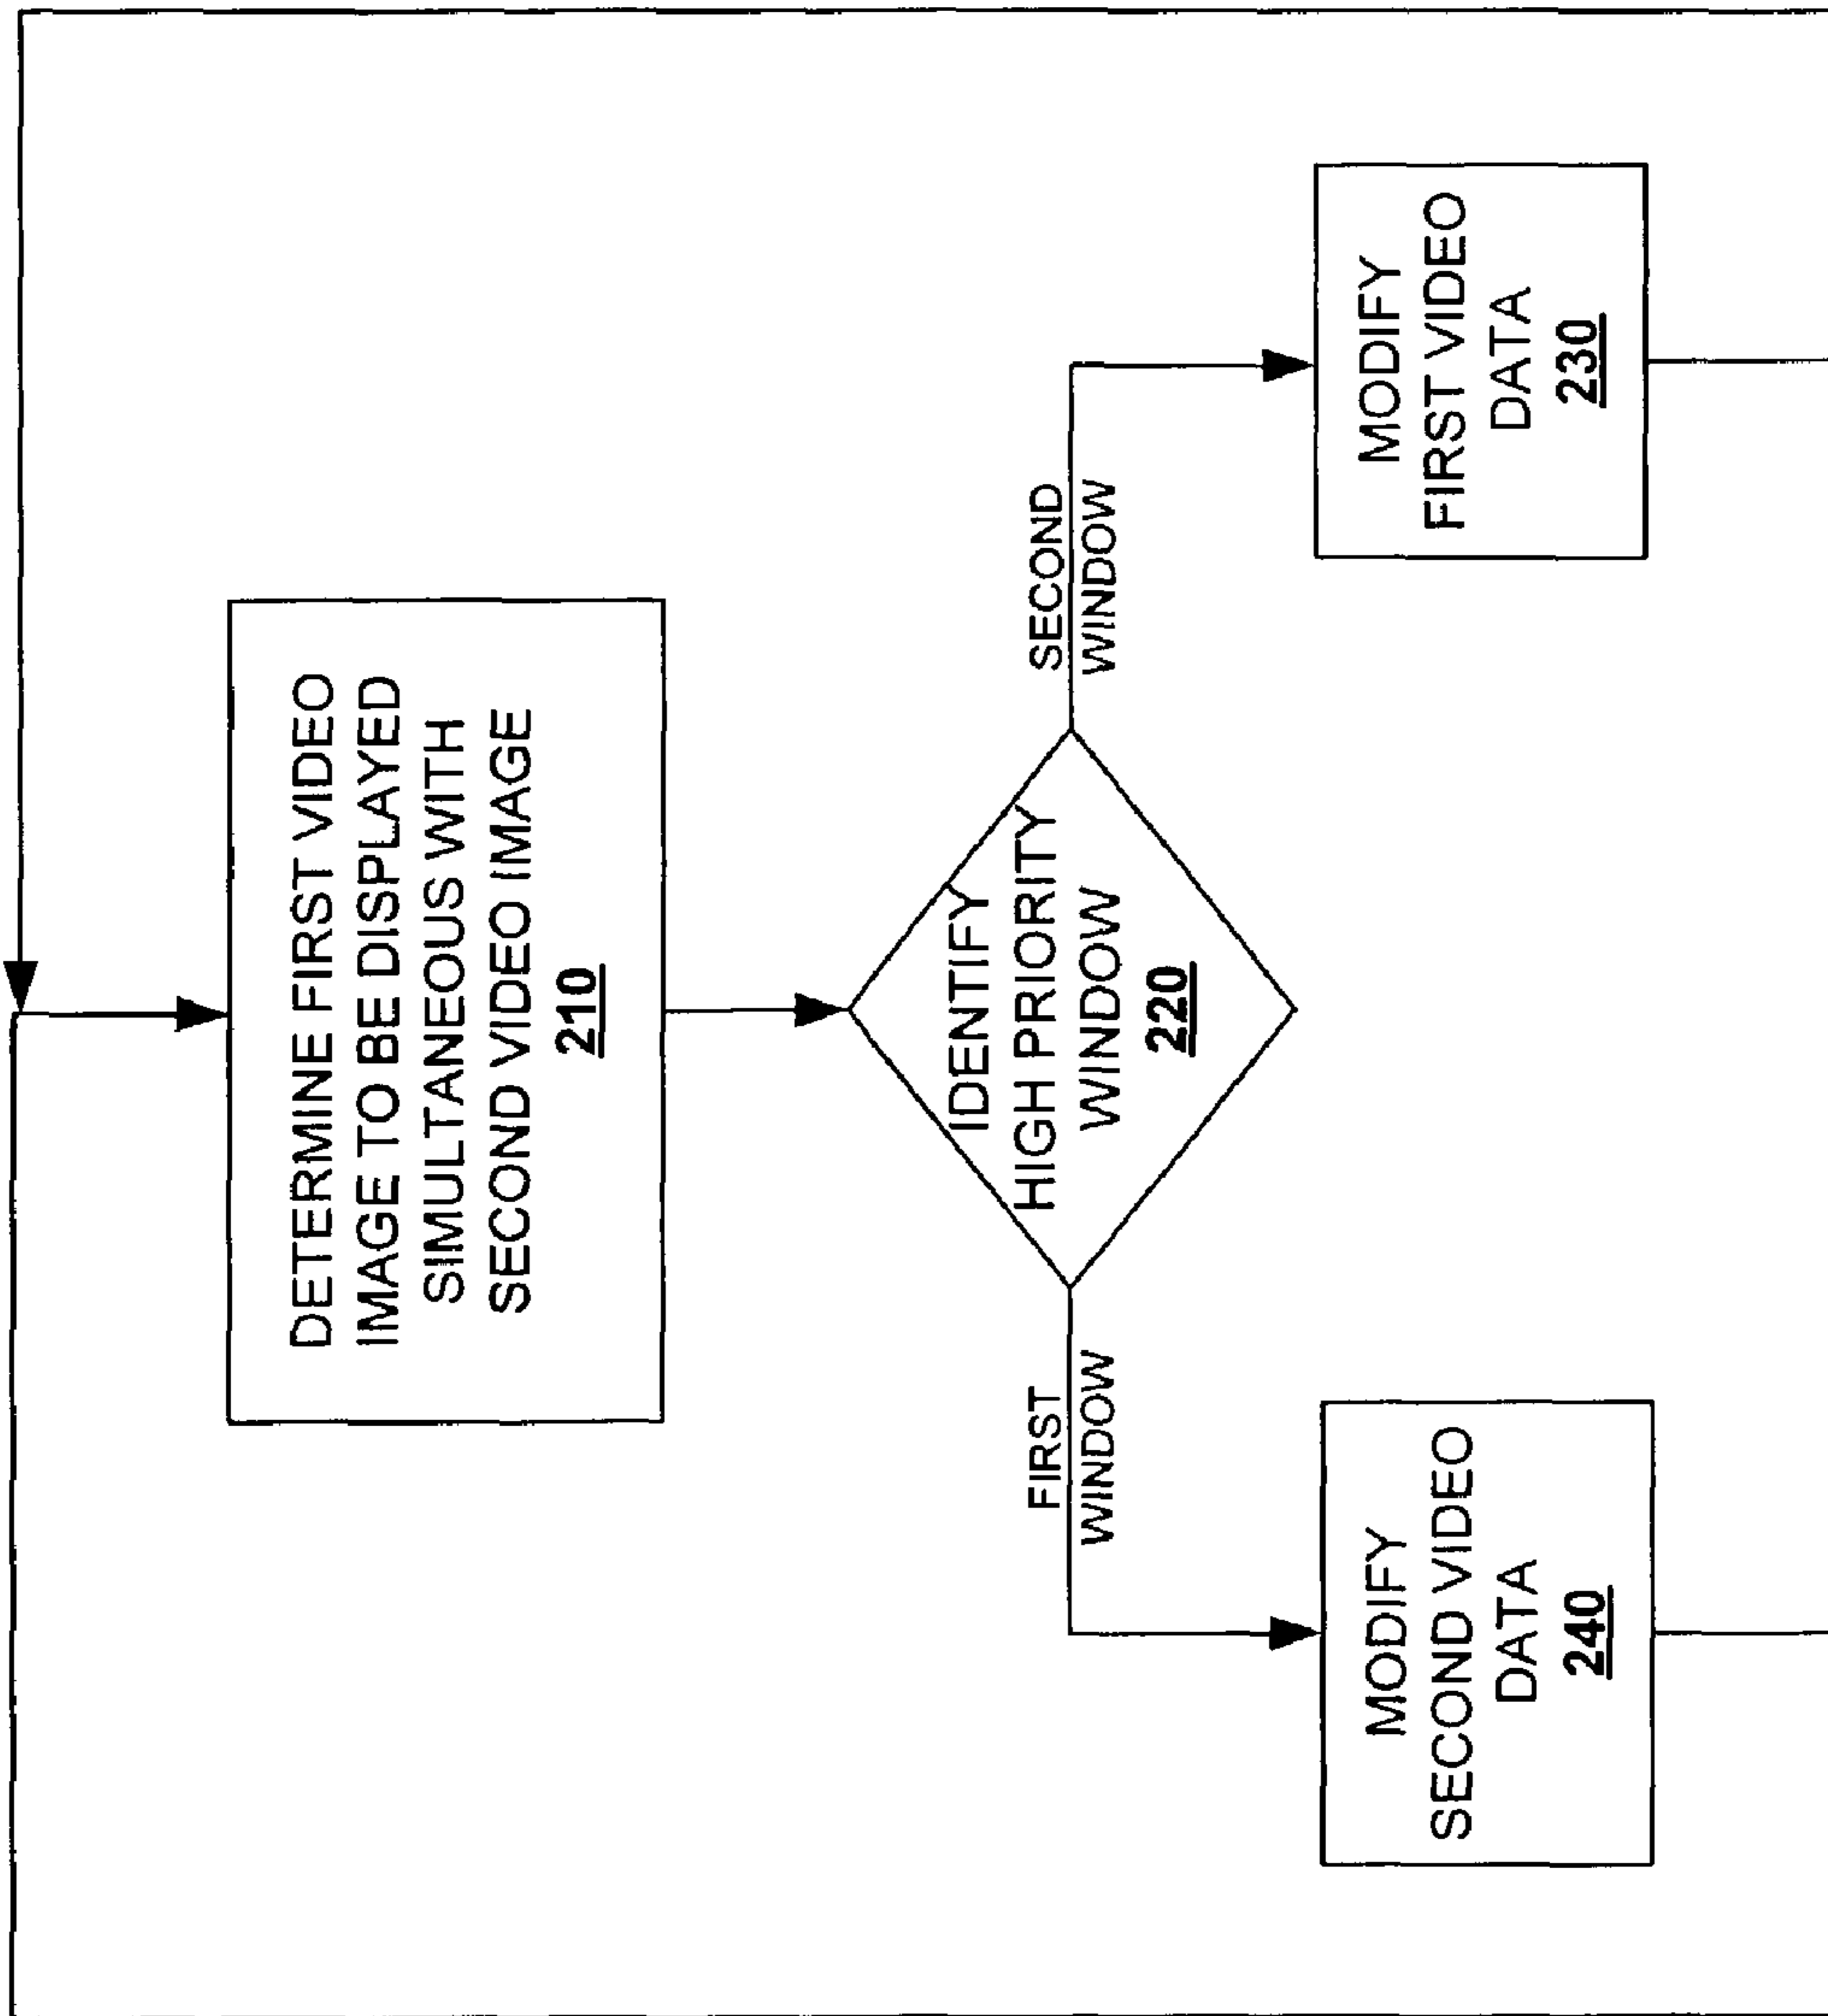 DETERMINE FIRST VIDEO
IMAGE TO BE DISPLAYED
SIMULTANEOUS WITH
SECOND VIDEO IMAGE
210
IDENTIFY
HIGH PRIORITY
WINDOW
220
FIRST
WINDOW
SECOND
WINDOW
MODIFY
SECOND VIDEO
DATA
240
MODIFY
FIRST VIDEO
DATA
230